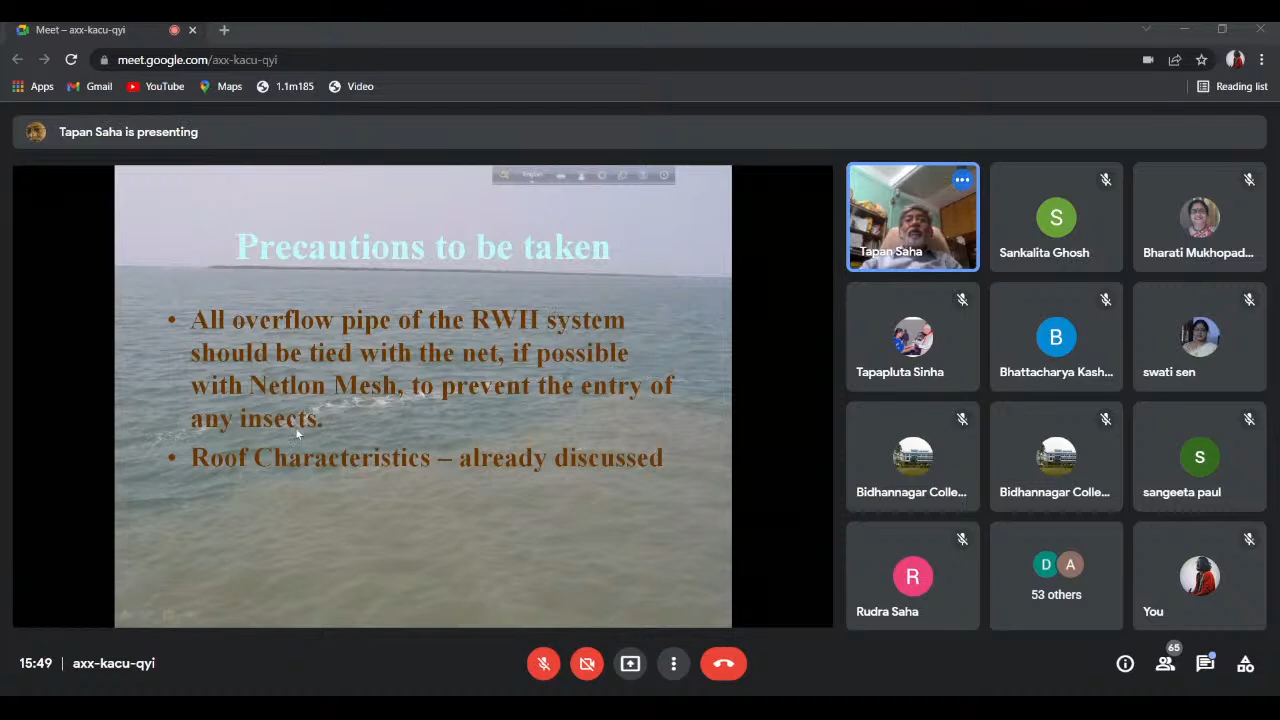 Meet – axx-kacu-qyi
meet.google.com/axx-kacu-qyi
Apps Gmail YouTube Maps 1.1m185 Video Reading list
Tapan Saha is presenting
English
Precautions to be taken
• All overflow pipe of the RWH system
should be tied with the net, if possible
with Netlon Mesh, to prevent the entry of
any insects.
• Roof Characteristics – already discussed
Tapan Saha
S
Sankalita Ghosh
Bharati Mukhopad...
Tapapluta Sinha
B
Bhattacharya Kash...
swati sen
Bidhannagar Colle...
Bidhannagar Colle...
S
sangeeta paul
R
Rudra Saha
D A
53 others
You
15:49 | axx-kacu-qyi
65